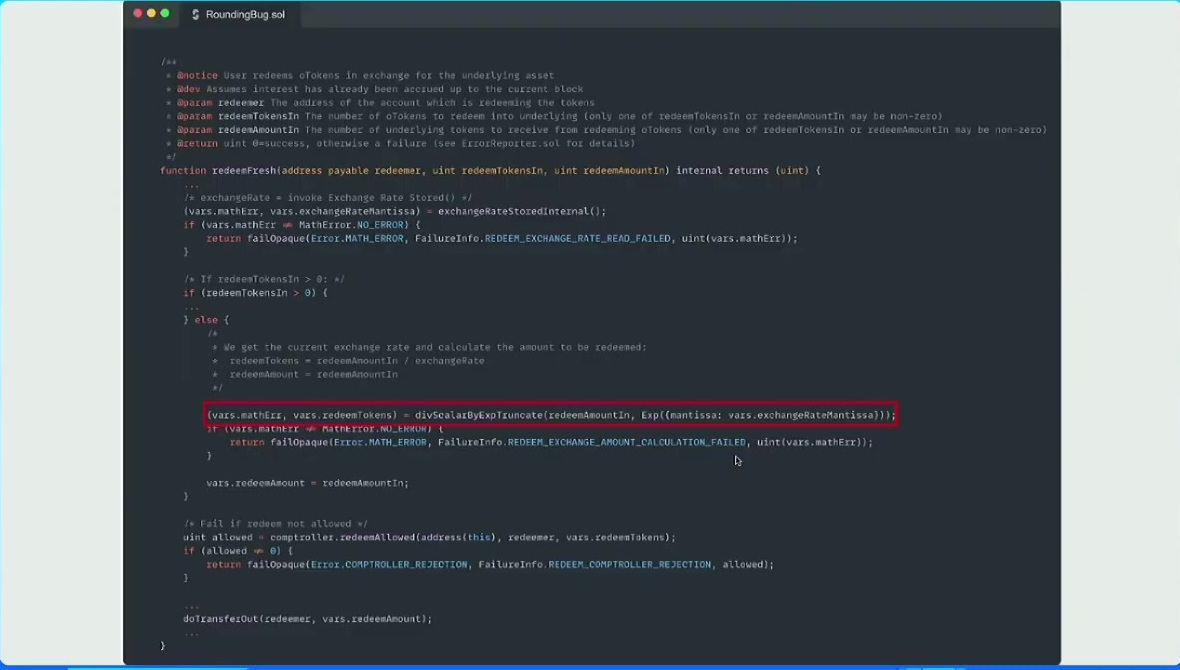 RoundingBug.sol
/**
* @notice User redeems oTokens in exchange for the underlying asset
* @dev Assumes interest has already been accrued up to the current block
* @param redeemer The address of the account which is redeeming the tokens
* @param redeemTokensIn The number of oTokens to redeem into underlying (only one of redeemTokensIn or redeemAmountIn may be non-zero)
* @param redeemAmountIn The number of underlying tokens to receive from redeeming oTokens (only one of redeemTokensIn or redeemAmountIn may be non-zero)
* @return uint 0=success, otherwise a failure (see ErrorReporter.sol for details)
*/
function redeemFresh(address payable redeemer, uint redeemTokensIn, uint redeemAmountIn) internal returns (uint) {
...
/* exchangeRate = invoke Exchange Rate Stored() */
(vars.mathErr, vars.exchangeRateMantissa) = exchangeRateStoredInternal();
if (vars.mathErr ≠ MathError.NO_ERROR) {
return failOpaque(Error.MATH_ERROR, FailureInfo.REDEEM_EXCHANGE_RATE_READ_FAILED, uint(vars.mathErr));
}
/* If redeemTokensIn > 0: */
if (redeemTokensIn > 0) {
...
} else {
/*
* We get the current exchange rate and calculate the amount to be redeemed:
* redeemTokens = redeemAmountIn / exchangeRate
* redeemAmount = redeemAmountIn
*/
(vars.mathErr, vars.redeemTokens) = divScalarByExpTruncate(redeemAmountIn, Exp({mantissa: vars.exchangeRateMantissa}));
if (vars.mathErr ≠ MathError.NO_ERROR) {
return failOpaque(Error.MATH_ERROR, FailureInfo.REDEEM_EXCHANGE_AMOUNT_CALCULATION_FAILED, uint(vars.mathErr));
}
vars.redeemAmount = redeemAmountIn;
}
/* Fail if redeem not allowed */
uint allowed = comptroller.redeemAllowed(address(this), redeemer, vars.redeemTokens);
if (allowed ≠ 0) {
return failOpaque(Error.COMPTROLLER_REJECTION, FailureInfo.REDEEM_COMPTROLLER_REJECTION, allowed);
}
...
doTransferOut(redeemer, vars.redeemAmount);
...
}